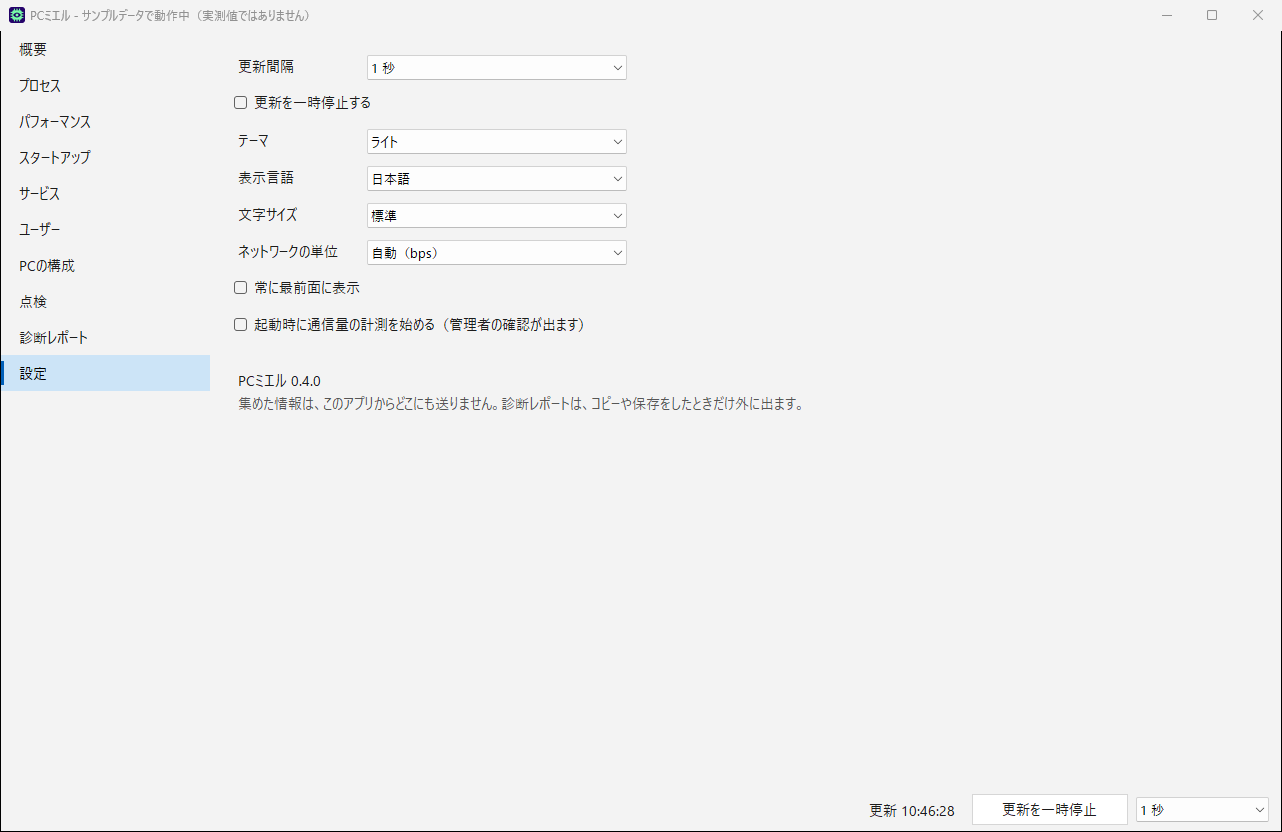 PCミエル - サンプルデータで動作中（実測値ではありません）
概要
プロセス
パフォーマンス
スタートアップ
サービス
ユーザー
PCの構成
点検
診断レポート
設定
更新間隔
1 秒
更新を一時停止する
テーマ
ライト
表示言語
日本語
文字サイズ
標準
ネットワークの単位
自動（bps）
常に最前面に表示
起動時に通信量の計測を始める（管理者の確認が出ます）
PCミエル 0.4.0
集めた情報は、このアプリからどこにも送りません。診断レポートは、コピーや保存をしたときだけ外に出ます。
更新 10:46:28
更新を一時停止
1 秒